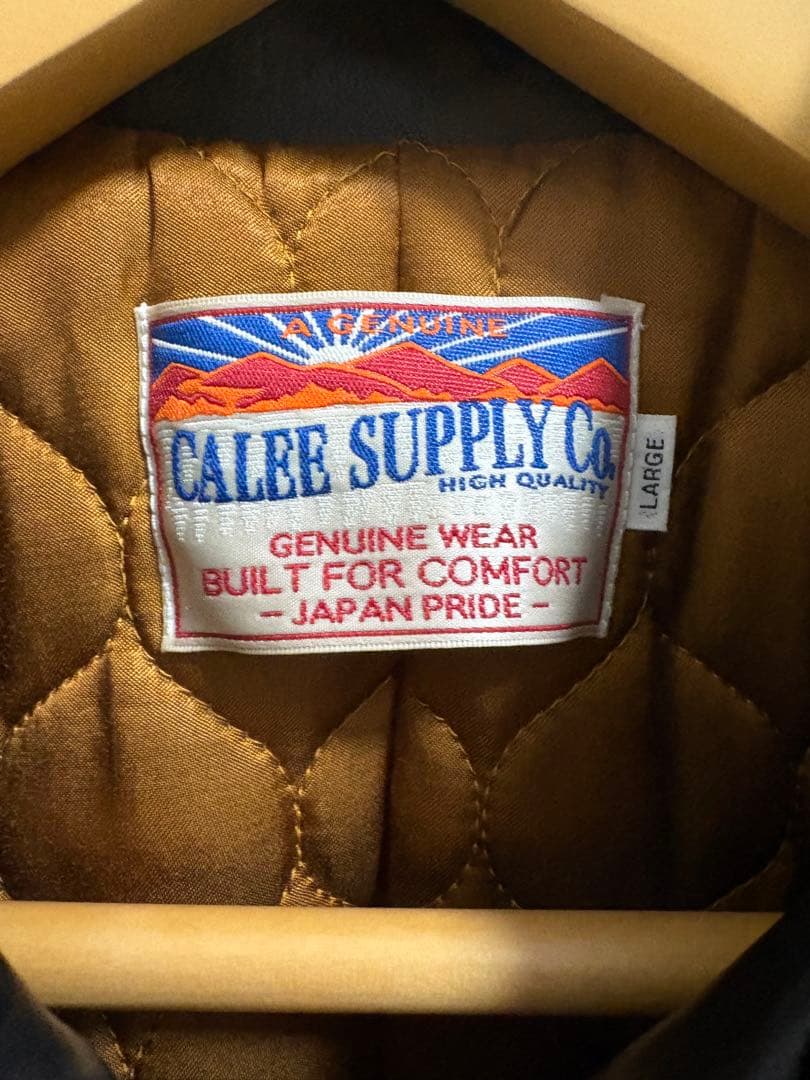 A GENUINE
CALEE SUPPLY Co.
HIGH QUALITY
GENUINE WEAR
BUILT FOR COMFORT
- JAPAN PRIDE -
LARGE